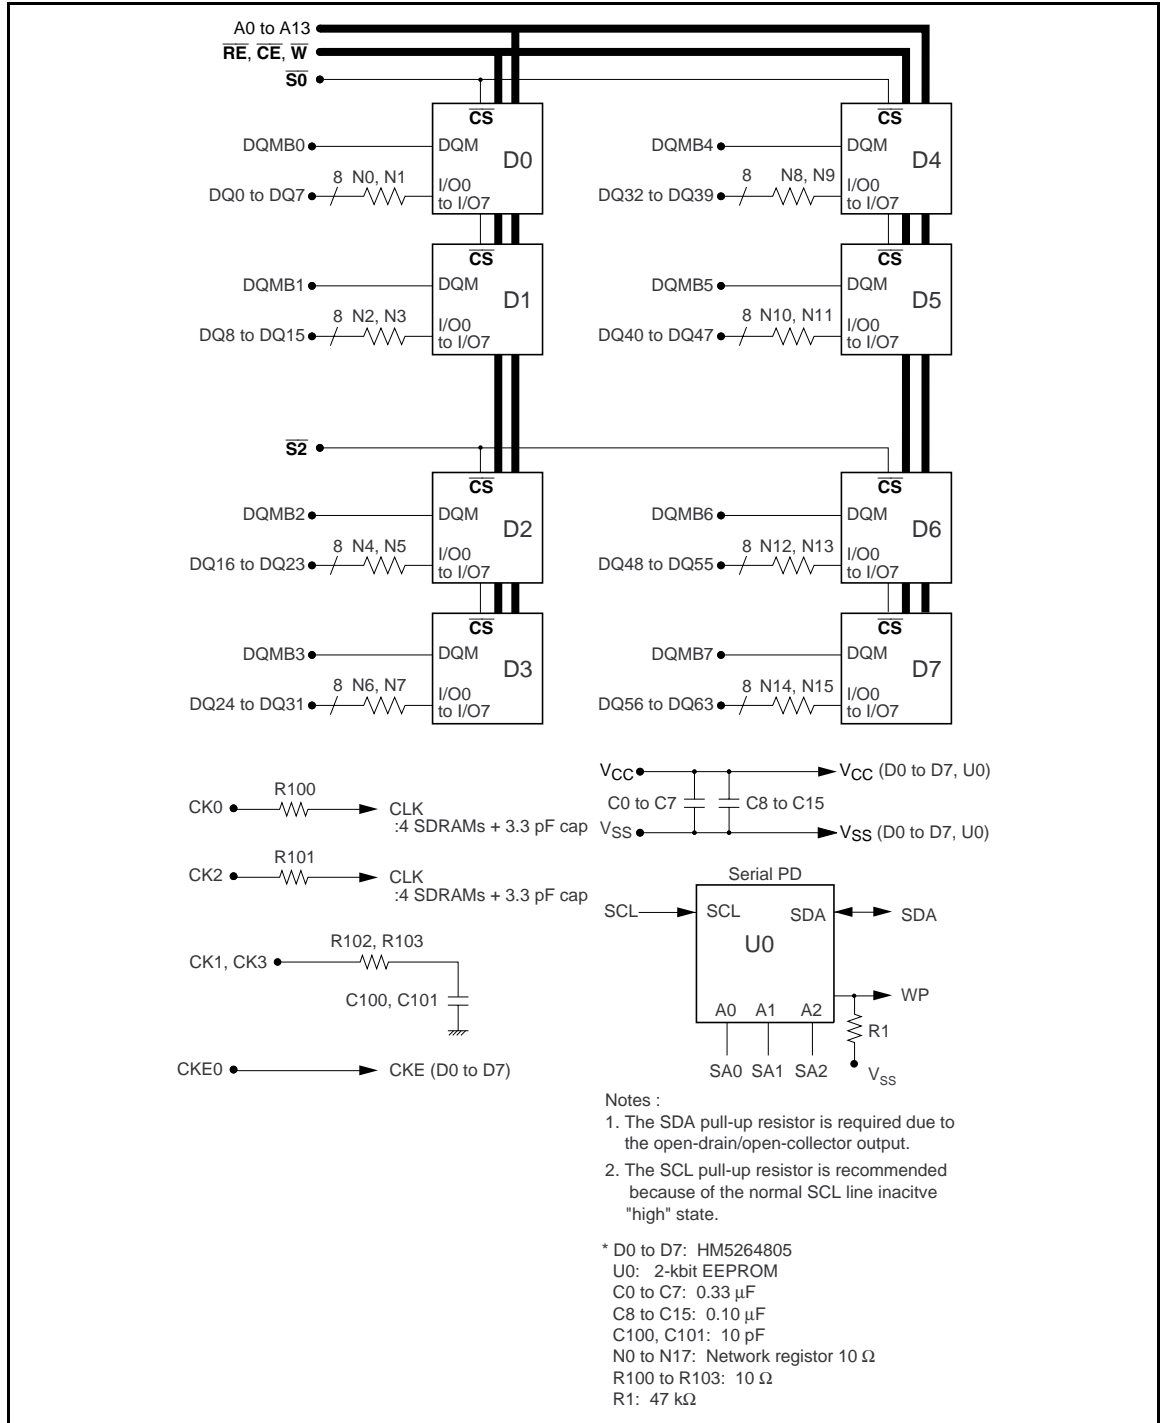 A0 to A13
RE, CE, W
S0
CS
DQMB0
DQM
D0
8 N0, N1
DQ0 to DQ7
I/O0
to I/O7
CS
DQMB4
DQM
D4
8 N8, N9
DQ32 to DQ39
I/O0
to I/O7
CS
DQMB1
DQM
D1
8 N2, N3
DQ8 to DQ15
I/O0
to I/O7
CS
DQMB5
DQM
D5
8 N10, N11
DQ40 to DQ47
I/O0
to I/O7
S2
CS
DQMB2
DQM
D2
8 N4, N5
DQ16 to DQ23
I/O0
to I/O7
CS
DQMB6
DQM
D6
8 N12, N13
DQ48 to DQ55
I/O0
to I/O7
CS
DQMB3
DQM
D3
8 N6, N7
DQ24 to DQ31
I/O0
to I/O7
CS
DQMB7
DQM
D7
8 N14, N15
DQ56 to DQ63
I/O0
to I/O7
R100
CK0
CLK
:4 SDRAMs + 3.3 pF cap
R101
CK2
CLK
:4 SDRAMs + 3.3 pF cap
R102, R103
CK1, CK3
C100, C101
CKE0
CKE (D0 to D7)
VCC
VCC (D0 to D7, U0)
C0 to C7
C8 to C15
VSS
VSS (D0 to D7, U0)
Serial PD
SCL
SCL
SDA
SDA
U0
WP
A0 A1 A2
R1
SA0 SA1 SA2
VSS
Notes :
1. The SDA pull-up resistor is required due to
the open-drain/open-collector output.
2. The SCL pull-up resistor is recommended
because of the normal SCL line inacitve
"high" state.
* D0 to D7: HM5264805
U0: 2-kbit EEPROM
C0 to C7: 0.33 µF
C8 to C15: 0.10 µF
C100, C101: 10 pF
N0 to N17: Network registor 10 Ω
R100 to R103: 10 Ω
R1: 47 kΩ